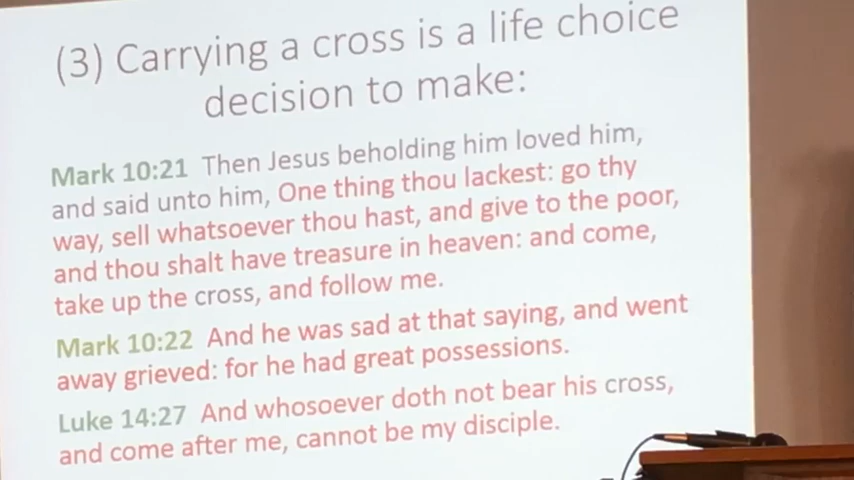 (3) Carrying a cross is a life choice
decision to make:
Mark 10:21 Then Jesus beholding him loved him,
and said unto him, One thing thou lackest: go thy
way, sell whatsoever thou hast, and give to the poor,
and thou shalt have treasure in heaven: and come,
take up the cross, and follow me.
Mark 10:22 And he was sad at that saying, and went
away grieved: for he had great possessions.
Luke 14:27 And whosoever doth not bear his cross,
and come after me, cannot be my disciple.